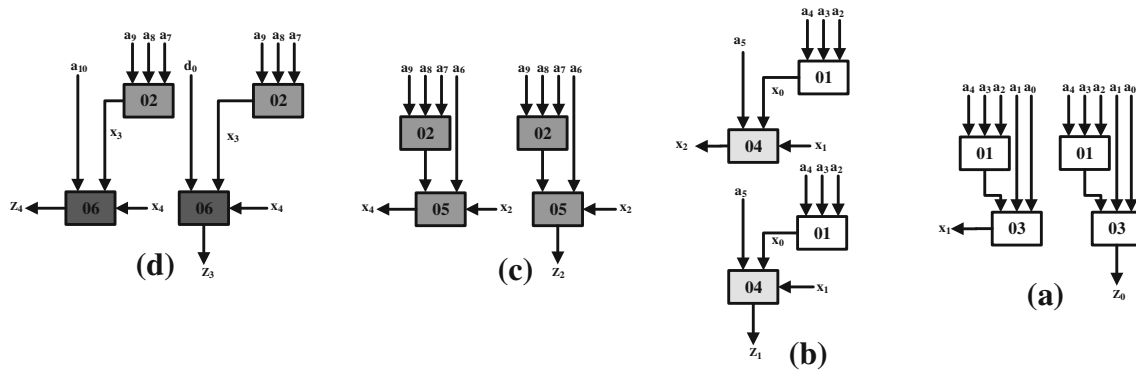 a₉ a₈ a₇
a₁₀
02
x₃
06
Z₄
x₄
a₉ a₈ a₇
d₀
02
x₃
06
x₄
Z₃
(d)
a₉ a₈ a₇ a₆
02
05
x₄
x₂
a₉ a₈ a₇ a₆
02
05
x₂
Z₂
(c)
a₄ a₃ a₂
a₅
01
x₀
04
x₂
x₁
a₄ a₃ a₂
a₅
01
x₀
04
x₁
Z₁
(b)
a₄ a₃ a₂ a₁ a₀
01
03
x₁
a₄ a₃ a₂ a₁ a₀
01
03
Z₀
(a)